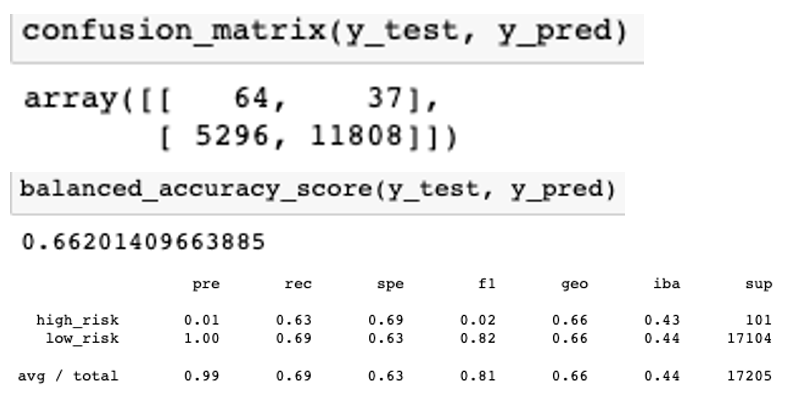 confusion_matrix(y_test, y_pred)
array([[ 64, 37],
[ 5296, 11808]])
balanced_accuracy_score(y_test, y_pred)
0.66201409663885
pre rec spe f1 geo iba sup
high_risk 0.01 0.63 0.69 0.02 0.66 0.43 101
low_risk 1.00 0.69 0.63 0.82 0.66 0.44 17104
avg / total 0.99 0.69 0.63 0.81 0.66 0.44 17205